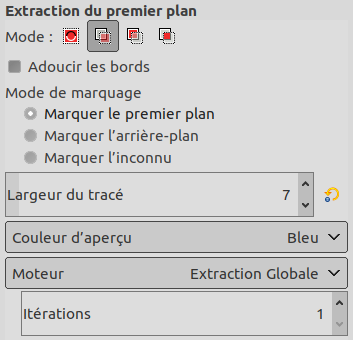 Extraction du premier plan
Mode :
Adoucir les bords
Mode de marquage
Marquer le premier plan
Marquer l’arrière-plan
Marquer l’inconnu
Largeur du tracé 7
Couleur d’aperçu Bleu
Moteur Extraction Globale
Itérations 1